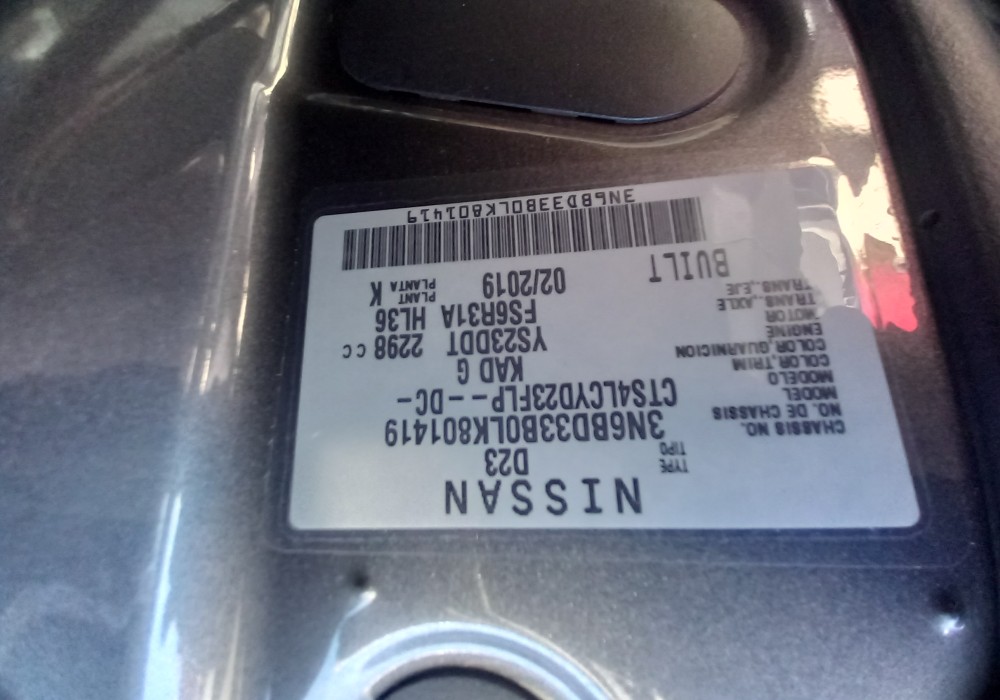 NISSAN
TYPE
TIPO D23
CHASSIS NO.
NO. DE CHASSIS 3N6BD33B0LK801419
MODEL
MODELO CTS4LCYD23FLP--DC-
COLOR,TRIM
COLOR,GUARNICION KAD G
ENGINE
MOTOR YS23DDT 2298 CC
TRANS.,AXLE
TRANS.,EJE FS6R31A HL36
BUILT 02/2019 PLANT
PLANTA K
3N6BD33B0LK801419